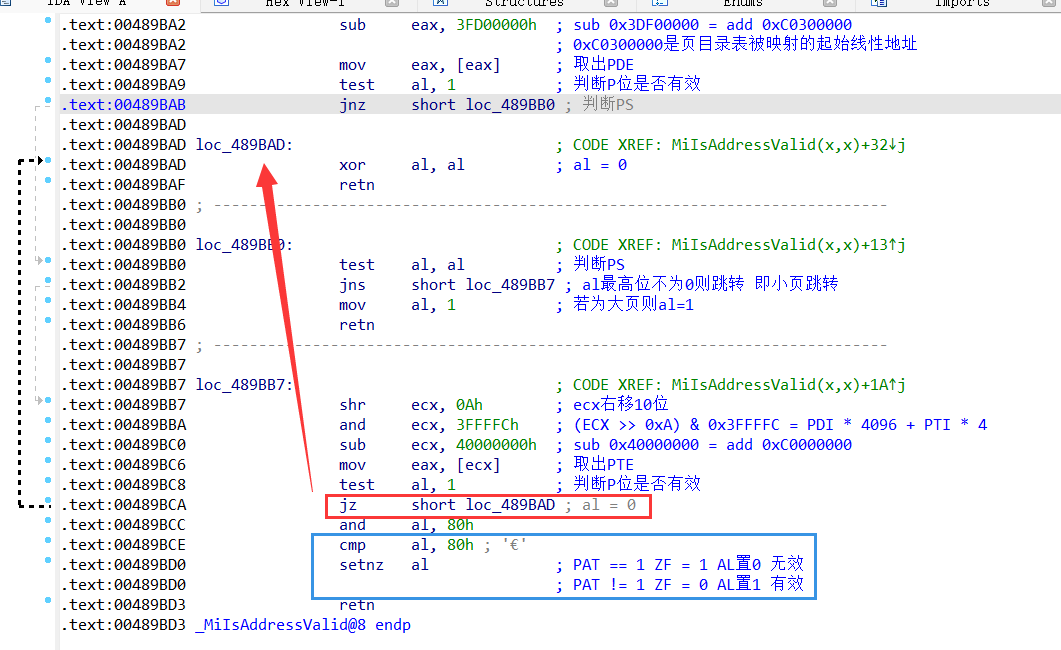 IDA View-A Hex View-1 Structures Enums Imports
.text:00489BA2 sub eax, 3FD00000h ; sub 0x3DF00000 = add 0xC0300000
.text:00489BA2 ; 0xC0300000是页目录表被映射的起始线性地址
.text:00489BA7 mov eax, [eax] ; 取出PDE
.text:00489BA9 test al, 1 ; 判断P位是否有效
.text:00489BAB jnz short loc_489BB0 ; 判断PS
.text:00489BAD
.text:00489BAD loc_489BAD: ; CODE XREF: MiIsAddressValid(x,x)+32↓j
.text:00489BAD xor al, al ; al = 0
.text:00489BAF retn
.text:00489BB0 ; ---------------------------------------------------------------------------
.text:00489BB0
.text:00489BB0 loc_489BB0: ; CODE XREF: MiIsAddressValid(x,x)+13↑j
.text:00489BB0 test al, al ; 判断PS
.text:00489BB2 jns short loc_489BB7 ; al最高位不为0则跳转 即小页跳转
.text:00489BB4 mov al, 1 ; 若为大页则al=1
.text:00489BB6 retn
.text:00489BB7 ; ---------------------------------------------------------------------------
.text:00489BB7
.text:00489BB7 loc_489BB7: ; CODE XREF: MiIsAddressValid(x,x)+1A↑j
.text:00489BB7 shr ecx, 0Ah ; ecx右移10位
.text:00489BBA and ecx, 3FFFFCh ; (ECX >> 0xA) & 0x3FFFFC = PDI * 4096 + PTI * 4
.text:00489BC0 sub ecx, 40000000h ; sub 0x40000000 = add 0xC0000000
.text:00489BC6 mov eax, [ecx] ; 取出PTE
.text:00489BC8 test al, 1 ; 判断P位是否有效
.text:00489BCA jz short loc_489BAD ; al = 0
.text:00489BCC and al, 80h
.text:00489BCE cmp al, 80h ; '€'
.text:00489BD0 setnz al ; PAT == 1 ZF = 1 AL置0 无效
.text:00489BD0 ; PAT != 1 ZF = 0 AL置1 有效
.text:00489BD3 retn
.text:00489BD3 _MiIsAddressValid@8 endp